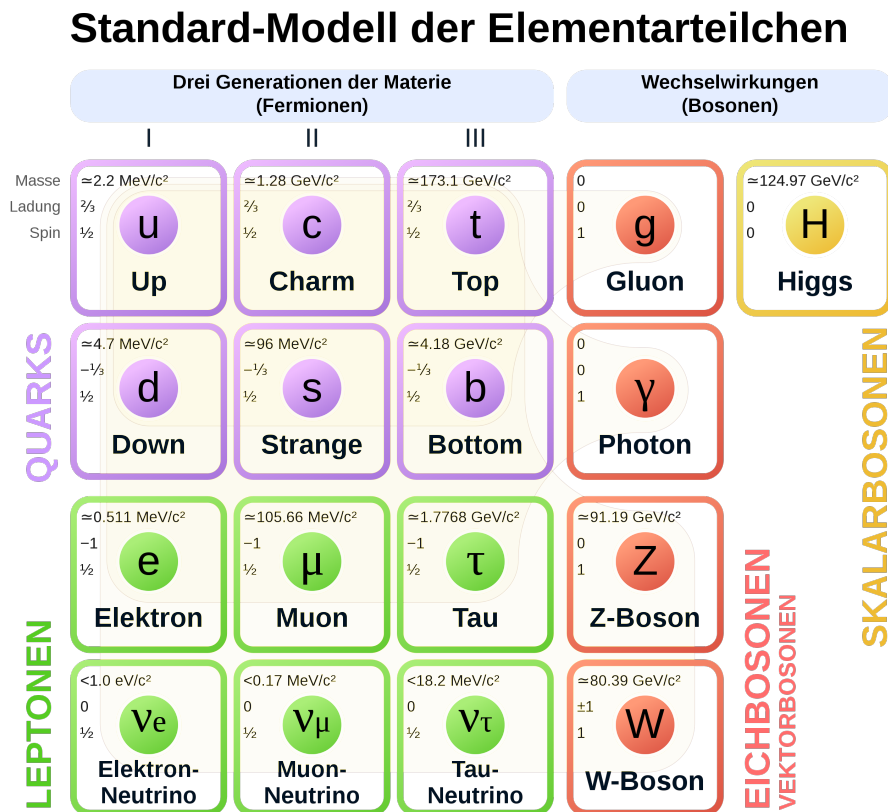 Standard-Modell der Elementarteilchen
Drei Generationen der Materie
(Fermionen)
Wechselwirkungen
(Bosonen)
I
II
III
Masse
Ladung
Spin
≃2.2 MeV/c²
⅔
½
u
Up
≃1.28 GeV/c²
⅔
½
c
Charm
≃173.1 GeV/c²
⅔
½
t
Top
0
0
1
g
Gluon
≃124.97 GeV/c²
0
0
H
Higgs
QUARKS
≃4.7 MeV/c²
−⅓
½
d
Down
≃96 MeV/c²
−⅓
½
s
Strange
≃4.18 GeV/c²
−⅓
½
b
Bottom
0
0
1
γ
Photon
SKALARBOSONEN
≃0.511 MeV/c²
−1
½
e
Elektron
≃105.66 MeV/c²
−1
½
μ
Muon
≃1.7768 GeV/c²
−1
½
τ
Tau
≃91.19 GeV/c²
0
1
Z
Z-Boson
EICHBOSONEN
VEKTORBOSONEN
LEPTONEN
<1.0 eV/c²
0
½
νe
Elektron-
Neutrino
<0.17 MeV/c²
0
½
νμ
Muon-
Neutrino
<18.2 MeV/c²
0
½
ντ
Tau-
Neutrino
≃80.39 GeV/c²
±1
1
W
W-Boson